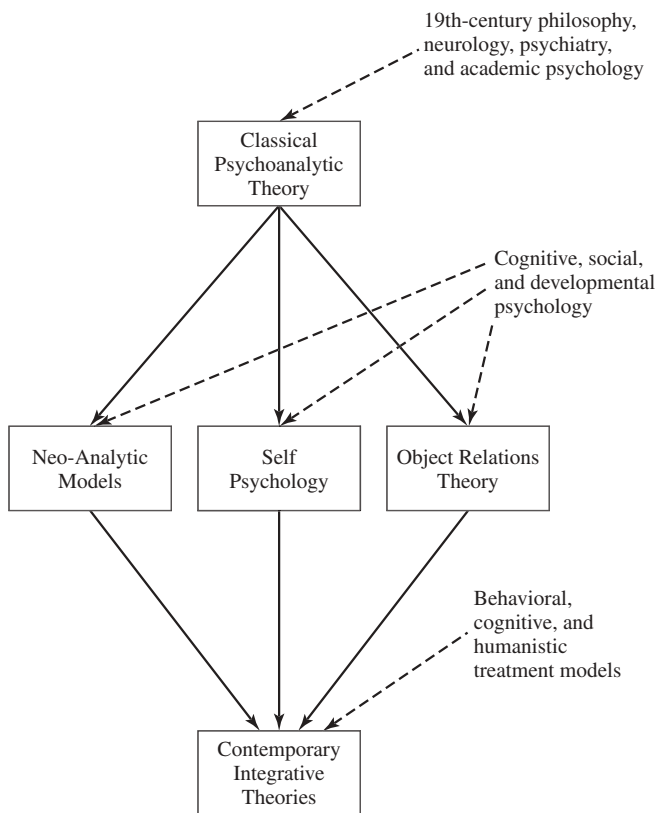 19th-century philosophy,
neurology, psychiatry,
and academic psychology
Classical
Psychoanalytic
Theory
Cognitive, social,
and developmental
psychology
Neo-Analytic
Models
Self
Psychology
Object Relations
Theory
Behavioral,
cognitive, and
humanistic
treatment models
Contemporary
Integrative
Theories